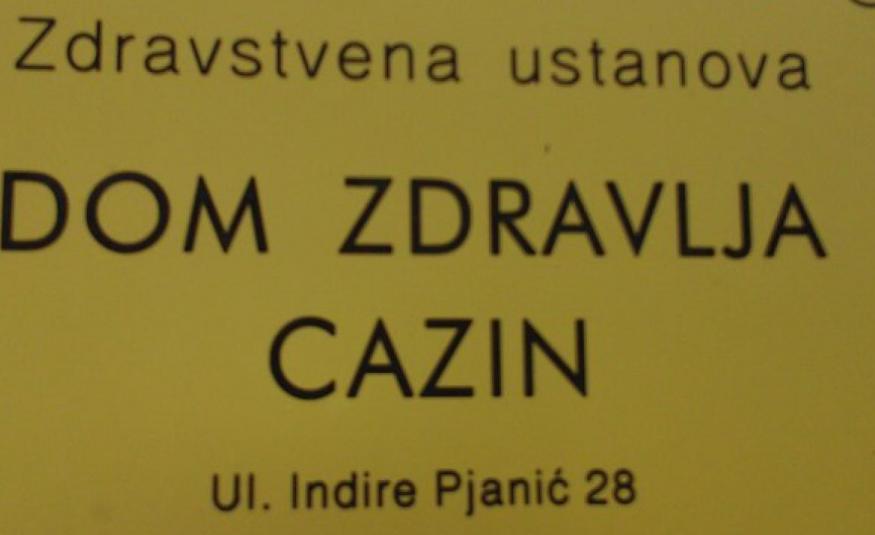 Zdravstvena ustanova
DOM ZDRAVLJA
CAZIN
Ul. Indire Pjanić 28